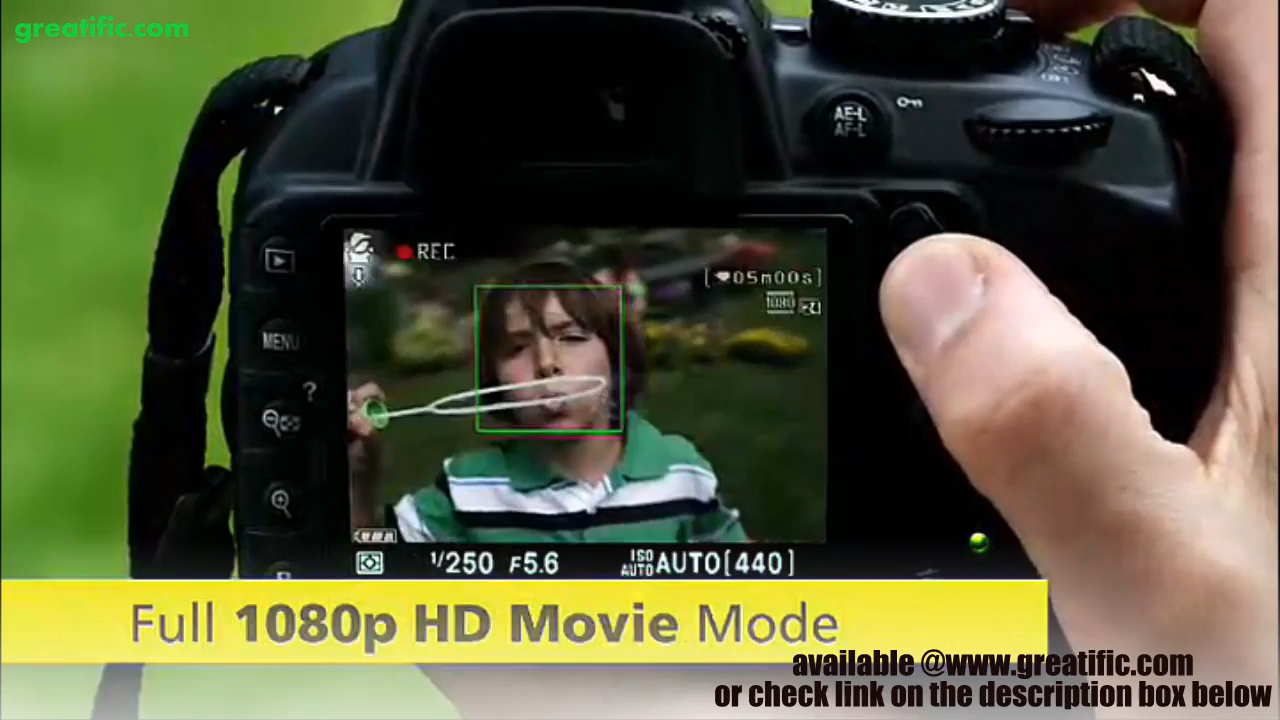 greatific.com
AE-L
AF-L
REC
[05m00s]
1080
MENU
?
1/250 F5.6 ISO AUTO AUTO[440]
Full 1080p HD Movie Mode
available @www.greatific.com
or check link on the description box below